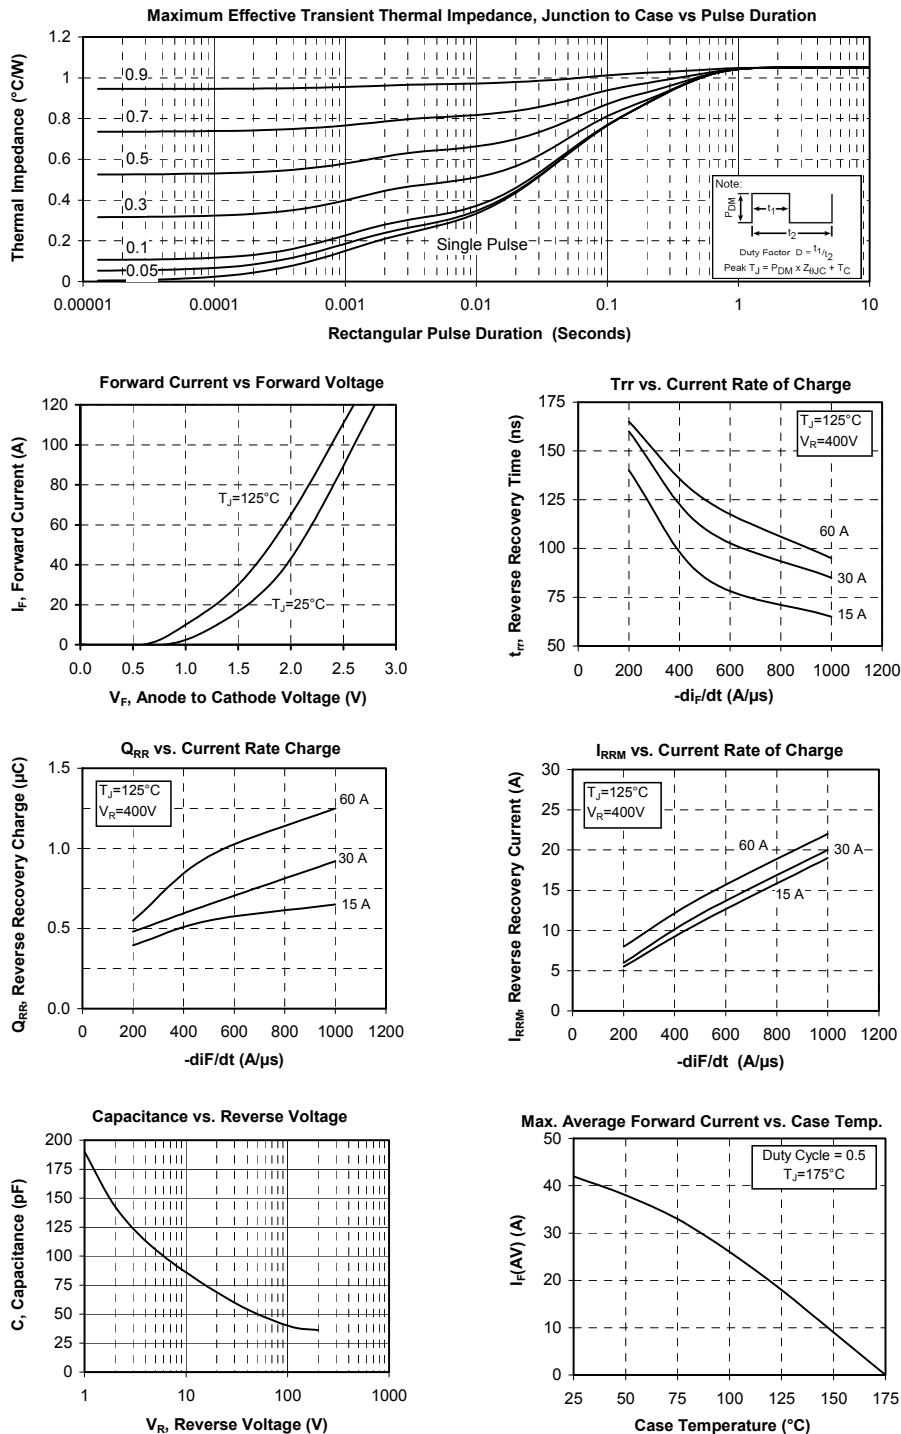 Maximum Effective Transient Thermal Impedance, Junction to Case vs Pulse Duration
Thermal Impedance (°C/W)
1.2
1
0.8
0.6
0.4
0.2
0
0.9
0.7
0.5
0.3
0.1
0.05
Single Pulse
Note:
PDM
t1
t2
Duty Factor D = t1/t2
Peak TJ = PDM x ZθJC + TC
0.00001 0.0001 0.001 0.01 0.1 1 10
Rectangular Pulse Duration (Seconds)
Forward Current vs Forward Voltage
IF, Forward Current (A)
120
100
80
60
40
20
0
TJ=125°C
TJ=25°C
0.0 0.5 1.0 1.5 2.0 2.5 3.0
VF, Anode to Cathode Voltage (V)
Trr vs. Current Rate of Charge
trr, Reverse Recovery Time (ns)
175
150
125
100
75
50
TJ=125°C
VR=400V
60 A
30 A
15 A
0 200 400 600 800 1000 1200
-diF/dt (A/µs)
QRR vs. Current Rate Charge
QRR, Reverse Recovery Charge (µC)
1.5
1.0
0.5
0.0
TJ=125°C
VR=400V
60 A
30 A
15 A
0 200 400 600 800 1000 1200
-diF/dt (A/µs)
IRRM vs. Current Rate of Charge
IRRM, Reverse Recovery Current (A)
30
25
20
15
10
5
0
TJ=125°C
VR=400V
60 A
30 A
15 A
0 200 400 600 800 1000 1200
-diF/dt (A/µs)
Capacitance vs. Reverse Voltage
C, Capacitance (pF)
200
175
150
125
100
75
50
25
0
1 10 100 1000
VR, Reverse Voltage (V)
Max. Average Forward Current vs. Case Temp.
IF(AV) (A)
50
40
30
20
10
0
Duty Cycle = 0.5
TJ=175°C
25 50 75 100 125 150 175
Case Temperature (°C)